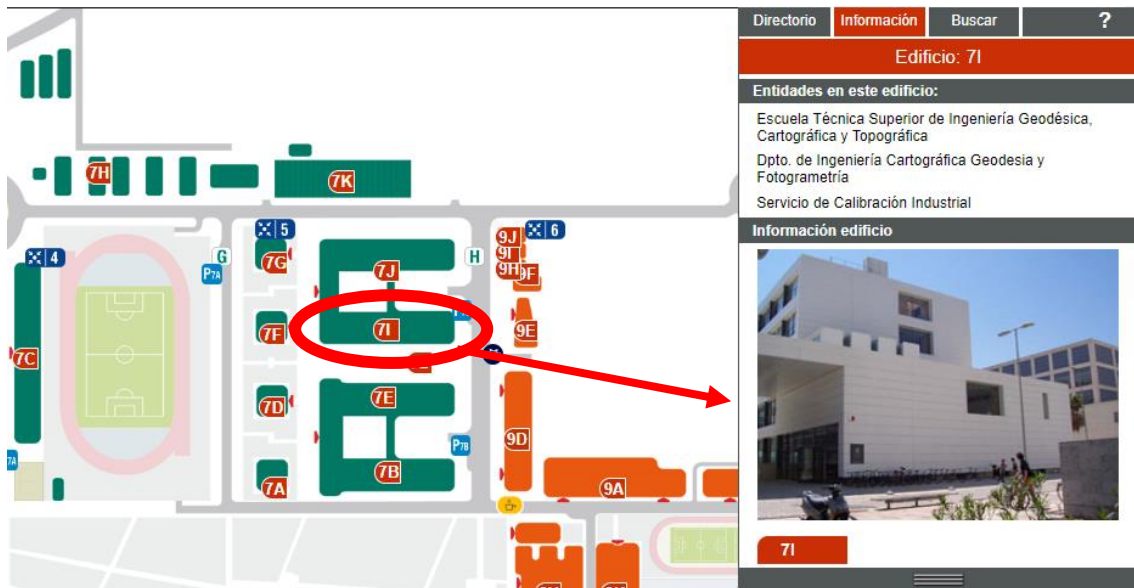 Directorio Información Buscar ?
Edificio: 7I
Entidades en este edificio:
Escuela Técnica Superior de Ingeniería Geodésica,
Cartográfica y Topográfica
Dpto. de Ingeniería Cartográfica Geodesia y
Fotogrametría
Servicio de Calibración Industrial
Información edificio
7I
7H
7K
5
6
9J
4
G
7G
H
9I
7J
9H
9F
P7A
7F
7I
9E
7C
7D
7E
P7B
9D
7A
7B
9A
7A